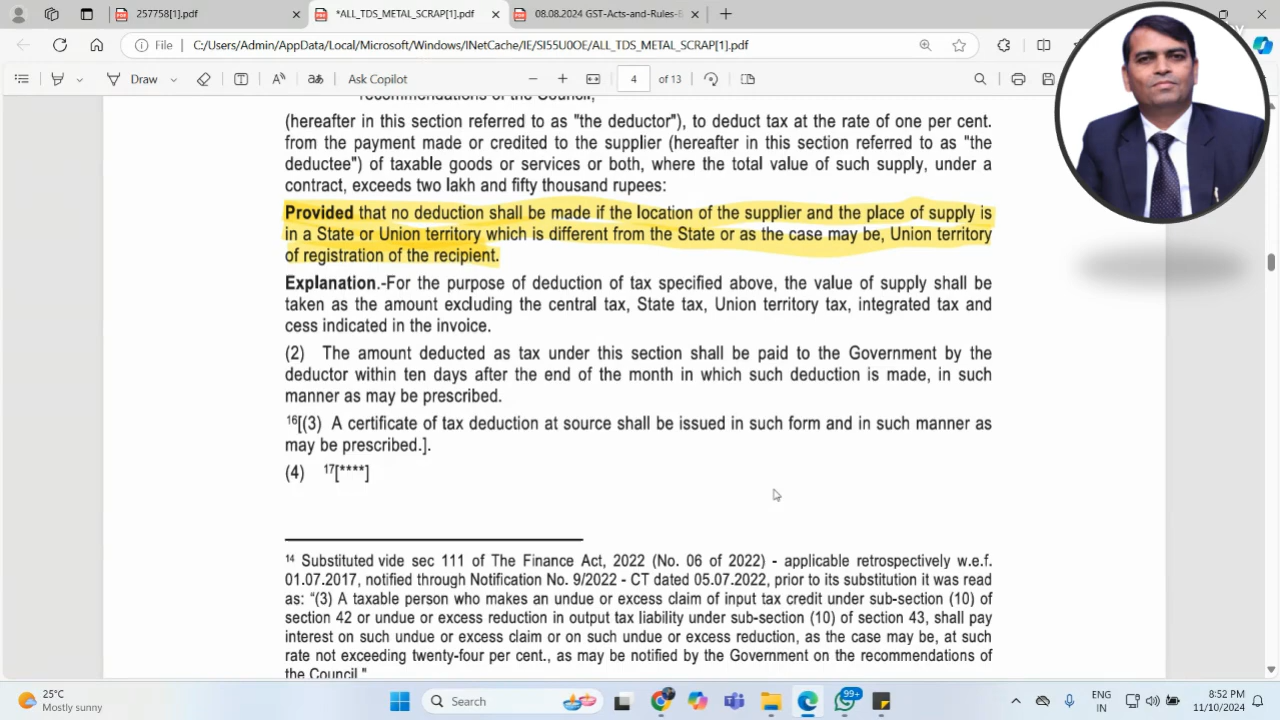 257758[1].pdf
*ALL_TDS_METAL_SCRAP[1].pdf
08.08.2024 GST-Acts-and-Rules-E
File
C:/Users/Admin/AppData/Local/Microsoft/Windows/INetCache/IE/SI55U0OE/ALL_TDS_METAL_SCRAP[1].pdf
Draw
Ask Copilot
4 of 13
recommendations of the Council,
(hereafter in this section referred to as "the deductor"), to deduct tax at the rate of one per cent.
from the payment made or credited to the supplier (hereafter in this section referred to as "the
deductee") of taxable goods or services or both, where the total value of such supply, under a
contract, exceeds two lakh and fifty thousand rupees:
Provided that no deduction shall be made if the location of the supplier and the place of supply is
in a State or Union territory which is different from the State or as the case may be, Union territory
of registration of the recipient.
Explanation.-For the purpose of deduction of tax specified above, the value of supply shall be
taken as the amount excluding the central tax, State tax, Union territory tax, integrated tax and
cess indicated in the invoice.
(2) The amount deducted as tax under this section shall be paid to the Government by the
deductor within ten days after the end of the month in which such deduction is made, in such
manner as may be prescribed.
16[(3) A certificate of tax deduction at source shall be issued in such form and in such manner as
may be prescribed.].
(4) 17[****]
14 Substituted vide sec 111 of The Finance Act, 2022 (No. 06 of 2022) - applicable retrospectively w.e.f.
01.07.2017, notified through Notification No. 9/2022 - CT dated 05.07.2022, prior to its substitution it was read
as: “(3) A taxable person who makes an undue or excess claim of input tax credit under sub-section (10) of
section 42 or undue or excess reduction in output tax liability under sub-section (10) of section 43, shall pay
interest on such undue or excess claim or on such undue or excess reduction, as the case may be, at such
rate not exceeding twenty-four per cent., as may be notified by the Government on the recommendations of
the Council."
25°C
Mostly sunny
Search
99+
ENG
IN
8:52 PM
11/10/2024